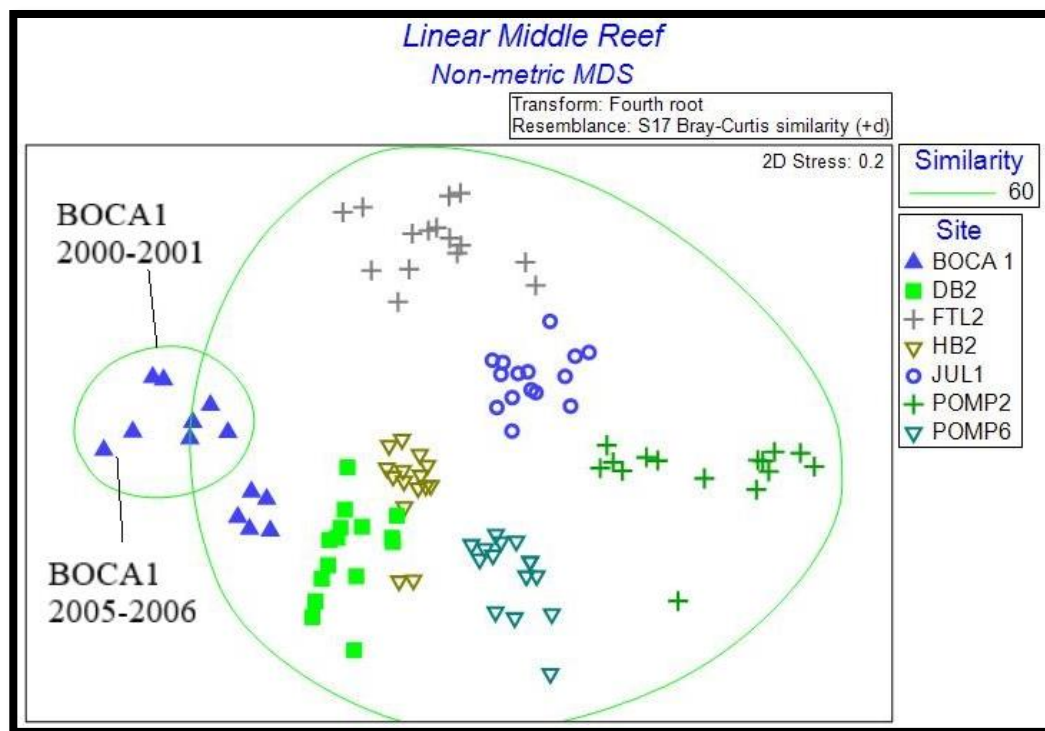 Linear Middle Reef
Non-metric MDS
Transform: Fourth root
Resemblance: S17 Bray-Curtis similarity (+d)
2D Stress: 0.2
Similarity
60
Site
BOCA 1
DB2
FTL2
HB2
JUL1
POMP2
POMP6
BOCA1
2000-2001
BOCA1
2005-2006